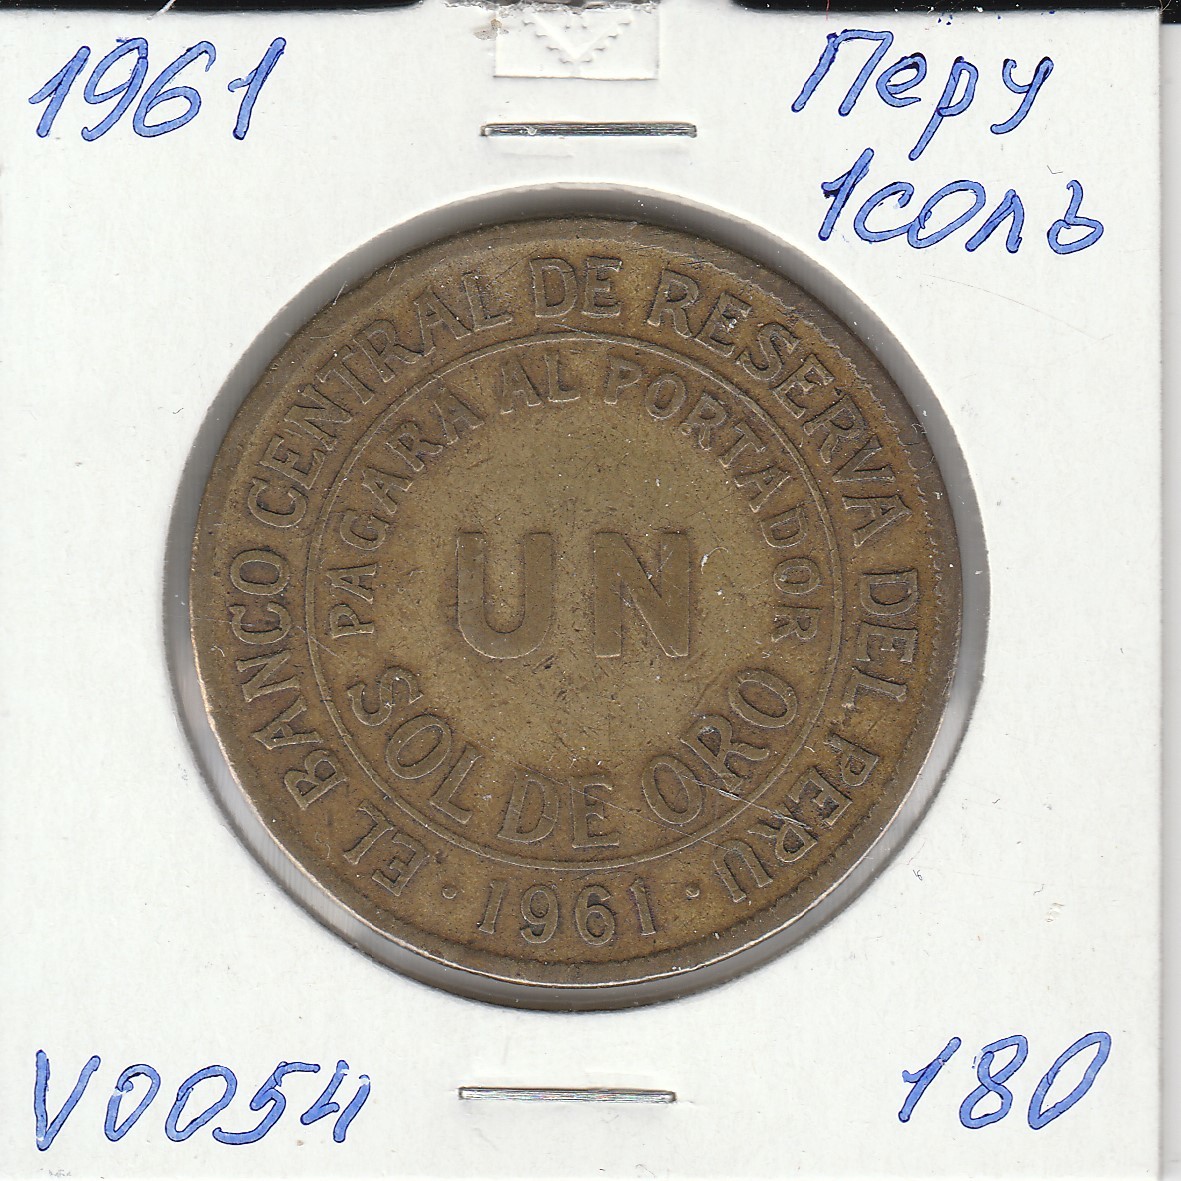 1961
Перу
1соль
EL BANCO CENTRAL DE RESERVA DEL PERU
PAGARA AL PORTADOR
UN
SOL DE ORO
· 1961 ·
V0054
180